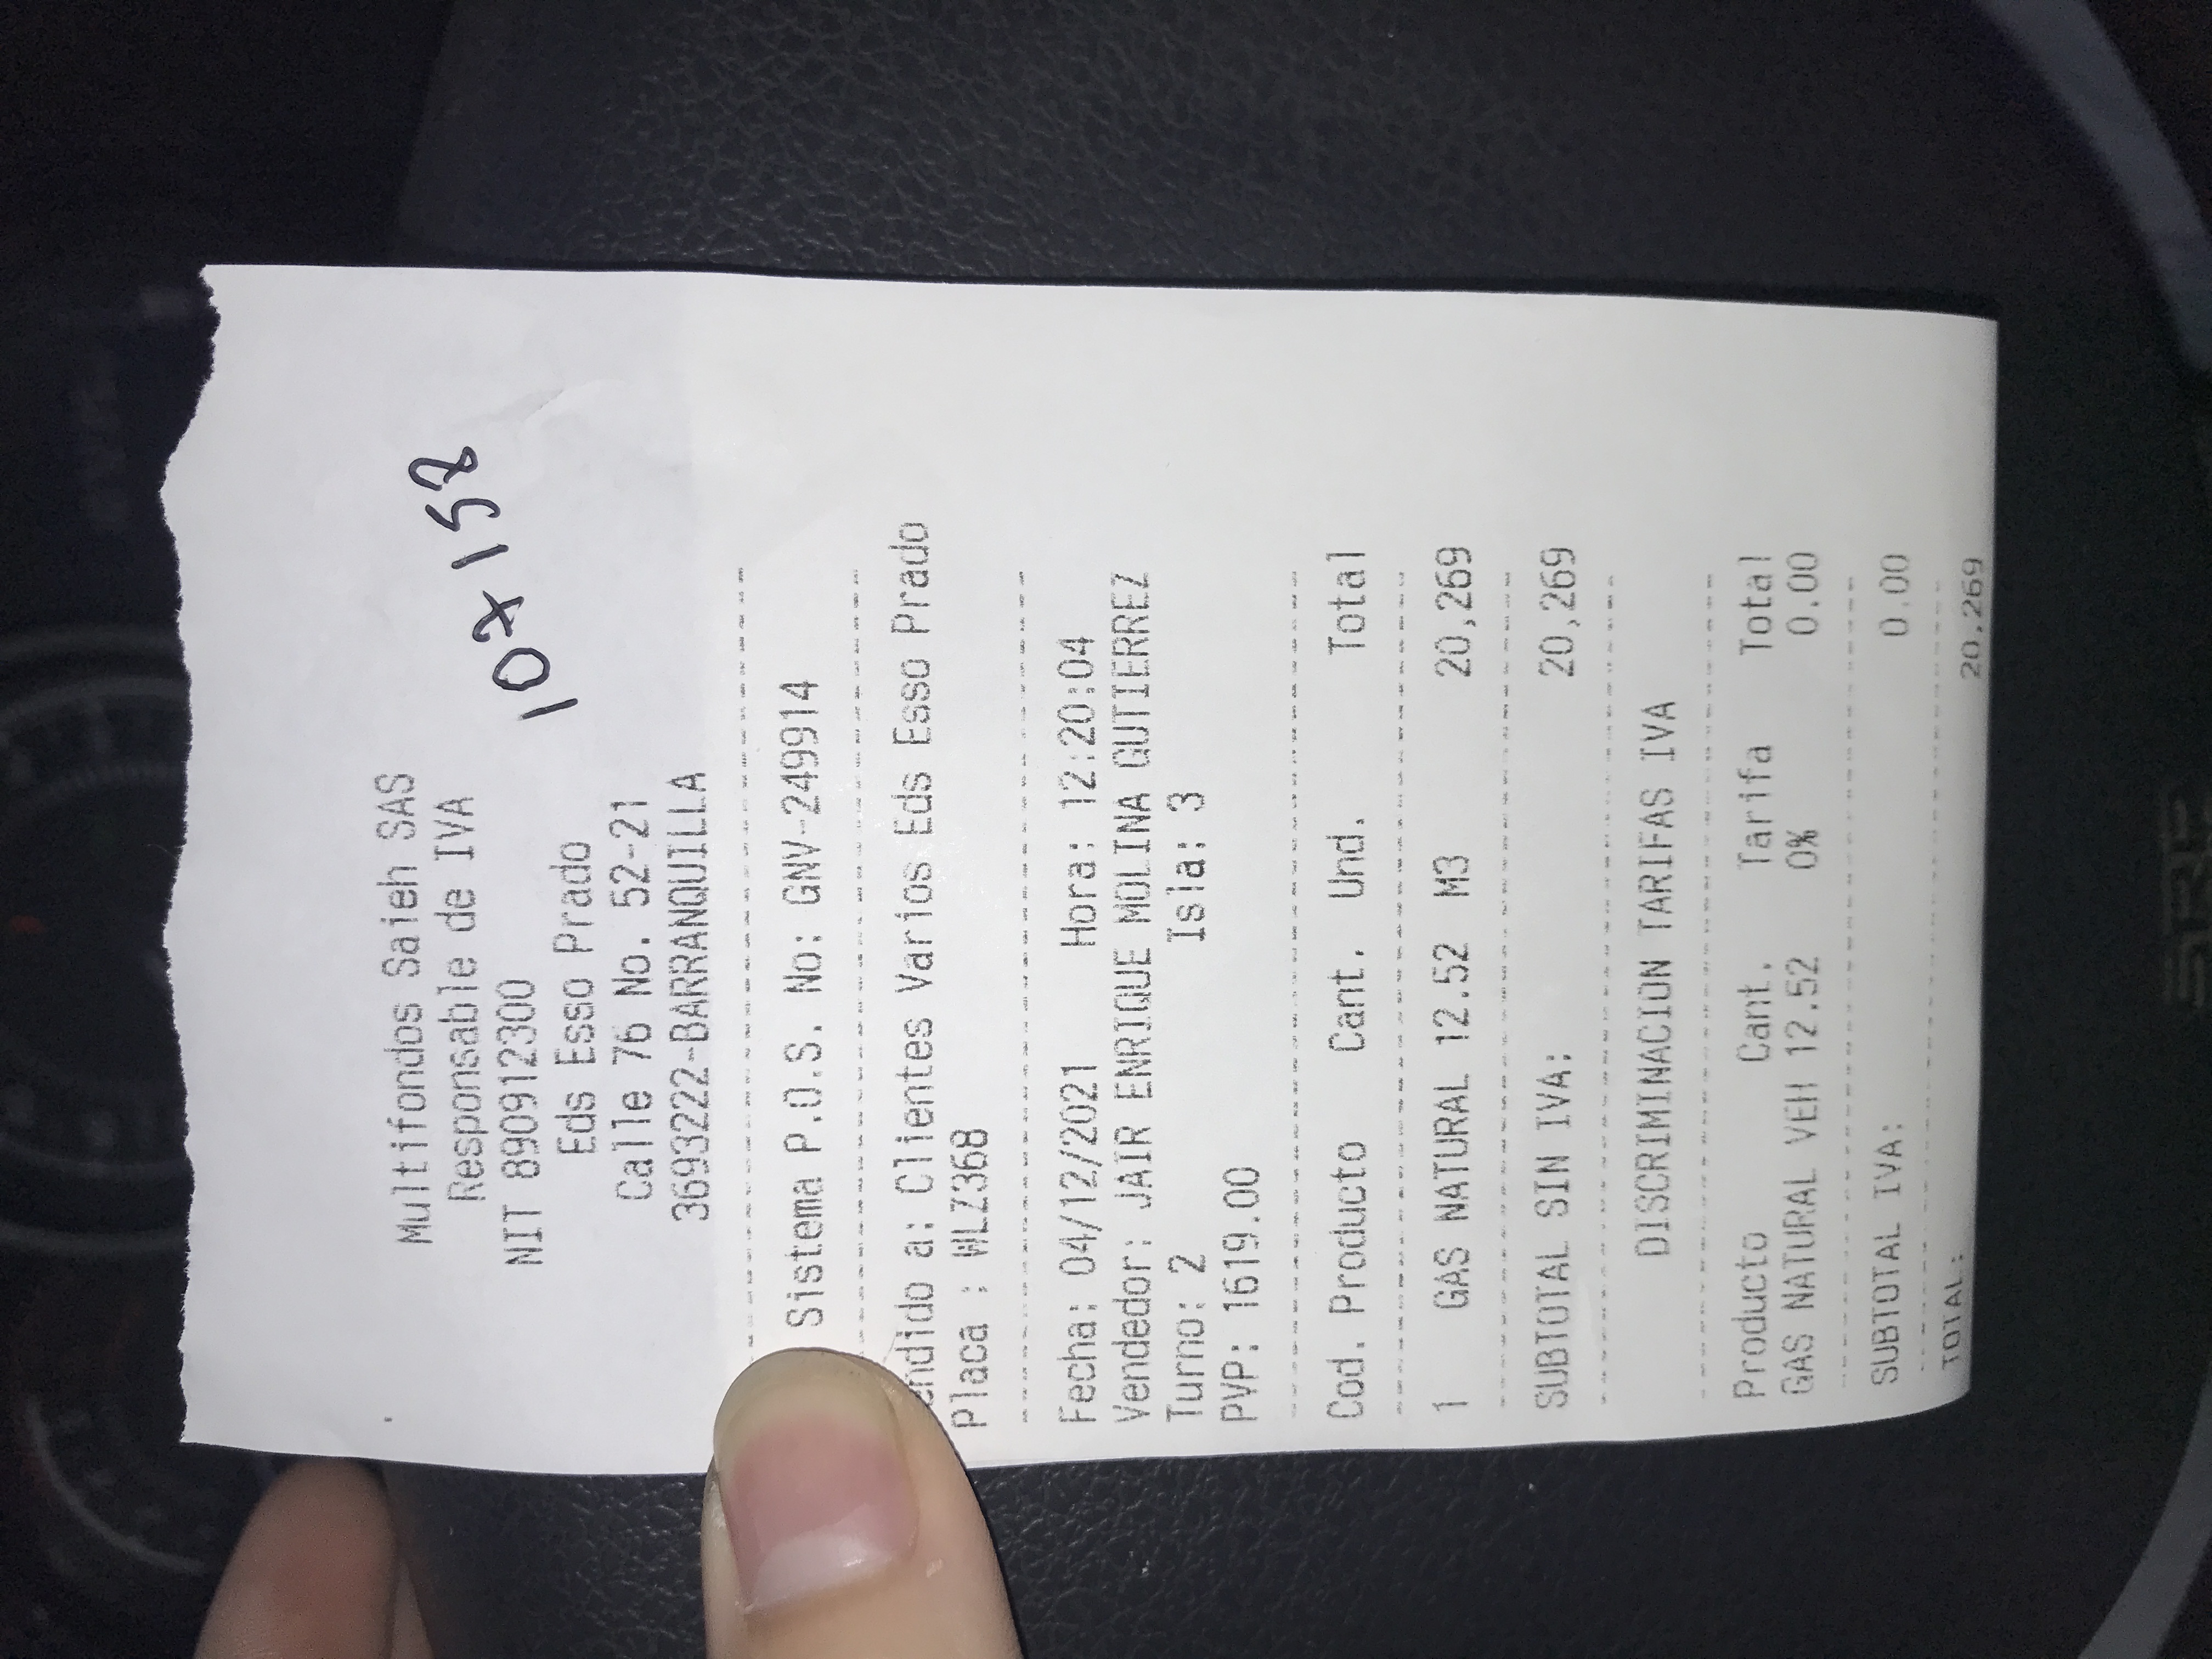 Multifondos Saieh SAS
Responsable de IVA
NIT 890912300
10x158
Eds Esso Prado
Calle 76 No. 52-21
3693222-BARRANQUILLA
Sistema P.O.S. No: GNV-249914
endido a: Clientes Varios Eds Esso Prado
Placa : WLZ368
Fecha: 04/12/2021 Hora: 12:20:04
Vendedor: JAIR ENRIQUE MOLINA GUTIERREZ
Turno: 2 Isla: 3
PVP: 1619.00
Cod. Producto Cant. Und. Total
1 GAS NATURAL 12.52 M3 20,269
SUBTOTAL SIN IVA: 20,269
DISCRIMINACION TARIFAS IVA
Producto Cant. Tarifa Total
GAS NATURAL VEH 12.52 0% 0.00
SUBTOTAL IVA: 0.00
TOTAL: 20,269